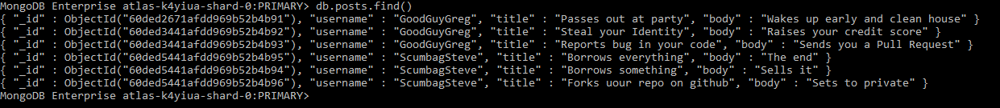 MongoDB Enterprise atlas-k4yiua-shard-0:PRIMARY> db.posts.find()
{ "_id" : ObjectId("60ded2671afdd969b52b4b91"), "username" : "GoodGuyGreg", "title" : "Passes out at party", "body" : "Wakes up early and clean house" }
{ "_id" : ObjectId("60ded3441afdd969b52b4b92"), "username" : "GoodGuyGreg", "title" : "Steal your Identity", "body" : "Raises your credit score" }
{ "_id" : ObjectId("60ded3441afdd969b52b4b93"), "username" : "GoodGuyGreg", "title" : "Reports bug in your code", "body" : "Sends you a Pull Request" }
{ "_id" : ObjectId("60ded5441afdd969b52b4b95"), "username" : "ScumbagSteve", "title" : "Borrows everything", "body" : "The end" }
{ "_id" : ObjectId("60ded5441afdd969b52b4b94"), "username" : "ScumbagSteve", "title" : "Borrows something", "body" : "Sells it" }
{ "_id" : ObjectId("60ded5441afdd969b52b4b96"), "username" : "ScumbagSteve", "title" : "Forks uour repo on github", "body" : "Sets to private" }
MongoDB Enterprise atlas-k4yiua-shard-0:PRIMARY>